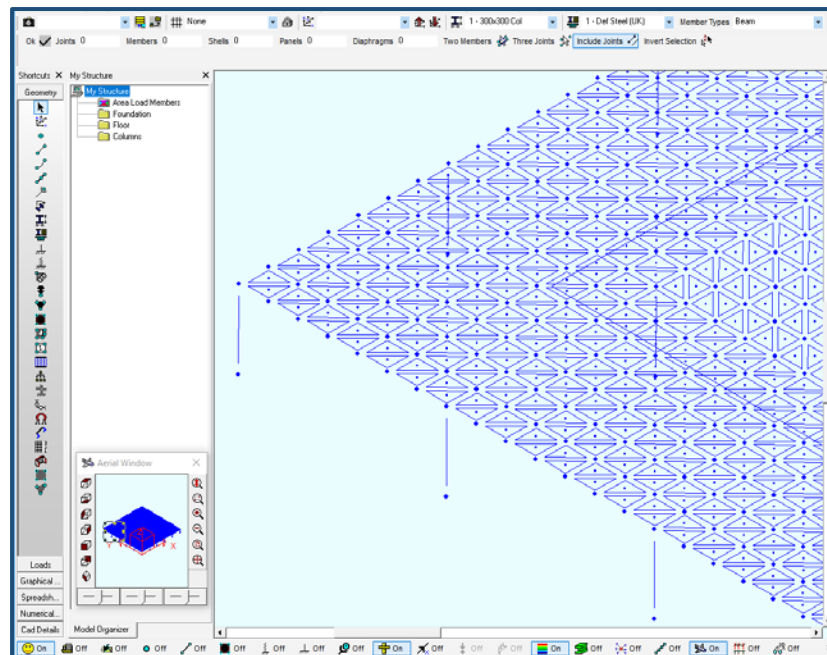 None
1 - 300x300 Col
1 - Def Steel (UK)
Member Types Beam
Ok Joints 0 Members 0 Shells 0 Panels 0 Diaphragms 0 Two Members Three Joints Include Joints Invert Selection
Shortcuts X My Structure X
Geometry
My Structure
Area Load Members
Foundation
Floor
Columns
Aerial Window
X
Loads
Graphical...
Spreadsh...
Numerical...
Cad Details
Model Organizer
On Off Off Off Off Off Off Off Off On Off Off Off On Off Off Off On Off Off